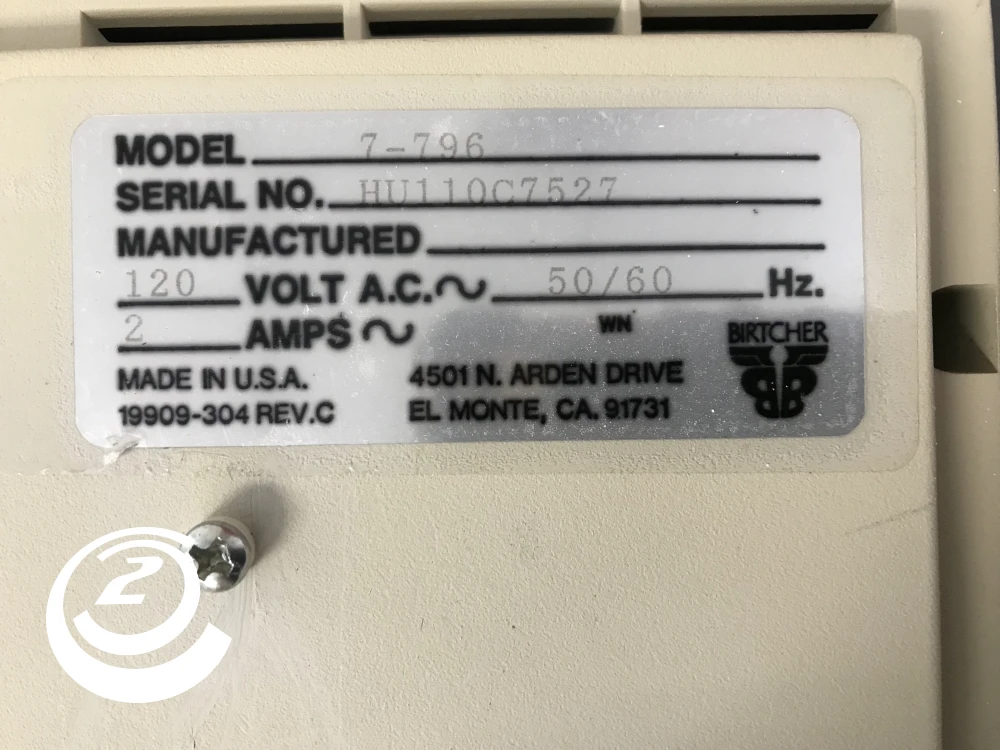 MODEL 7-796
SERIAL NO. HU110C7527
MANUFACTURED
120 VOLT A.C. 50/60 Hz.
2 AMPS WN
BIRTCHER
MADE IN U.S.A. 4501 N. ARDEN DRIVE
19909-304 REV.C EL MONTE, CA. 91731
2